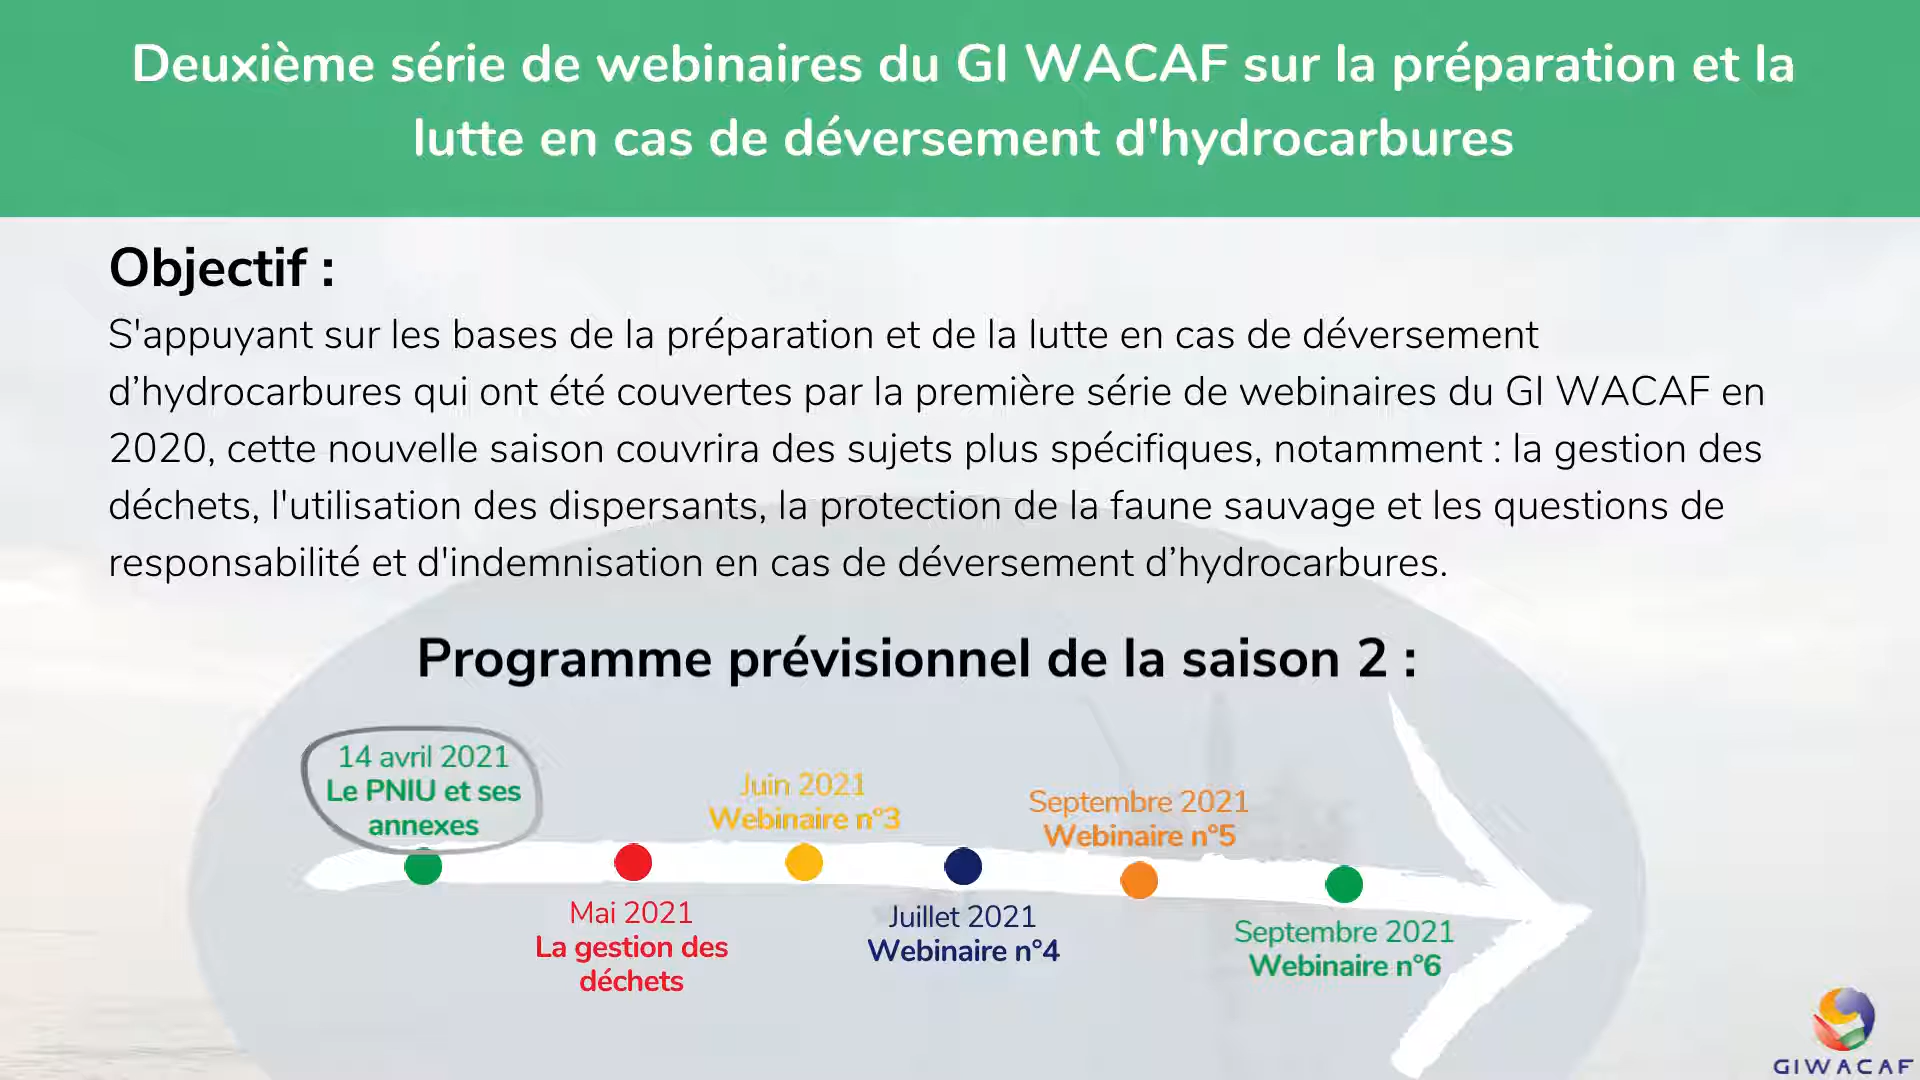 Deuxième série de webinaires du GI WACAF sur la préparation et la
lutte en cas de déversement d'hydrocarbures
Objectif :
S'appuyant sur les bases de la préparation et de la lutte en cas de déversement
d’hydrocarbures qui ont été couvertes par la première série de webinaires du GI WACAF en
2020, cette nouvelle saison couvrira des sujets plus spécifiques, notamment : la gestion des
déchets, l'utilisation des dispersants, la protection de la faune sauvage et les questions de
responsabilité et d'indemnisation en cas de déversement d’hydrocarbures.
Programme prévisionnel de la saison 2 :
14 avril 2021
Le PNIU et ses
annexes
Mai 2021
La gestion des
déchets
Juin 2021
Webinaire n°3
Juillet 2021
Webinaire n°4
Septembre 2021
Webinaire n°5
Septembre 2021
Webinaire n°6
GIWACAF